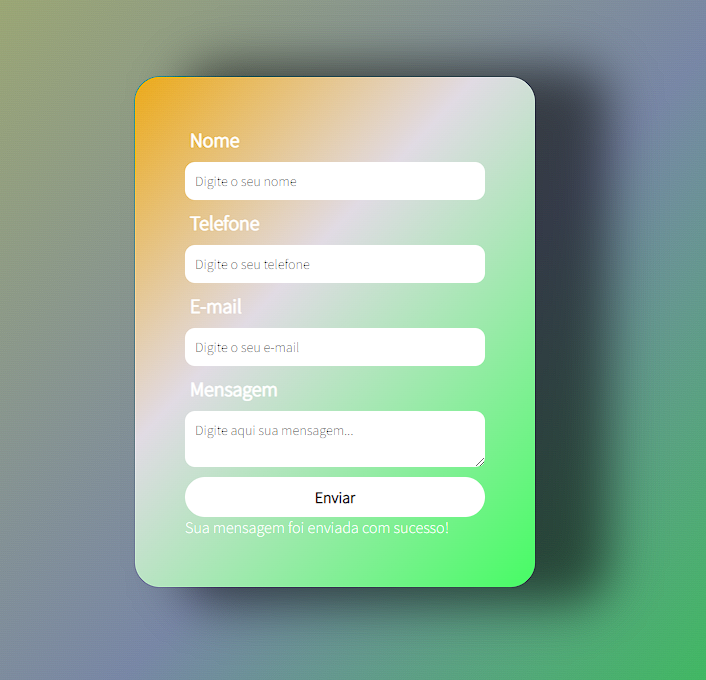 Nome
Digite o seu nome
Telefone
Digite o seu telefone
E-mail
Digite o seu e-mail
Mensagem
Digite aqui sua mensagem...
Enviar
Sua mensagem foi enviada com sucesso!